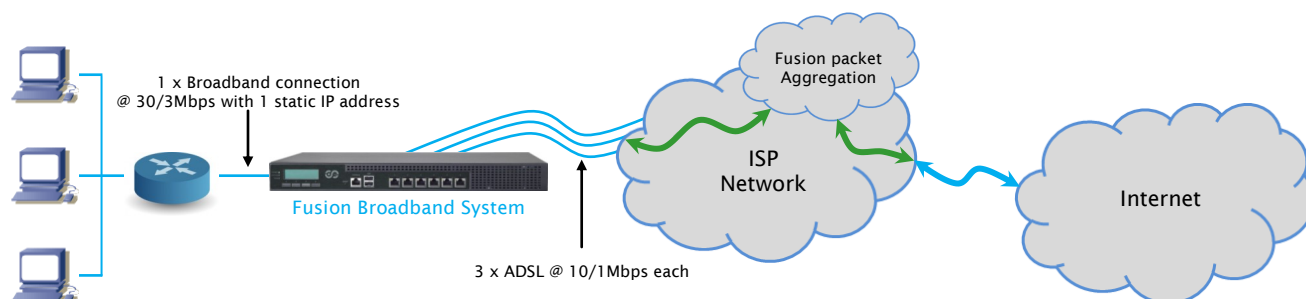 1 x Broadband connection
@ 30/3Mbps with 1 static IP address
Fusion Broadband System
3 x ADSL @ 10/1Mbps each
Fusion packet
Aggregation
ISP
Network
Internet